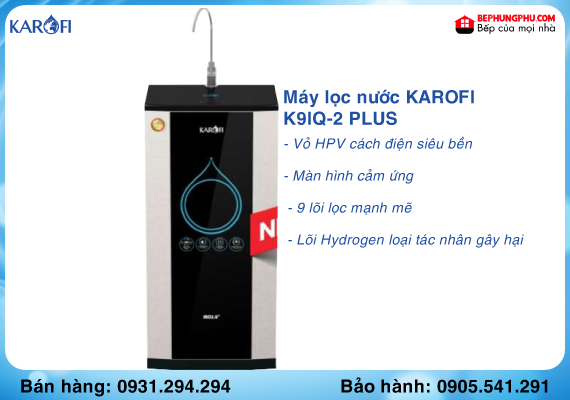 KAROFI
BEPHUNGPHU.COM
Bếp của mọi nhà
KAROFI
Máy lọc nước KAROFI
K9IQ-2 PLUS
- Vỏ HPV cách điện siêu bền
- Màn hình cảm ứng
- 9 lõi lọc mạnh mẽ
- Lõi Hydrogen loại tác nhân gây hại
Bán hàng: 0931.294.294
Bảo hành: 0905.541.291